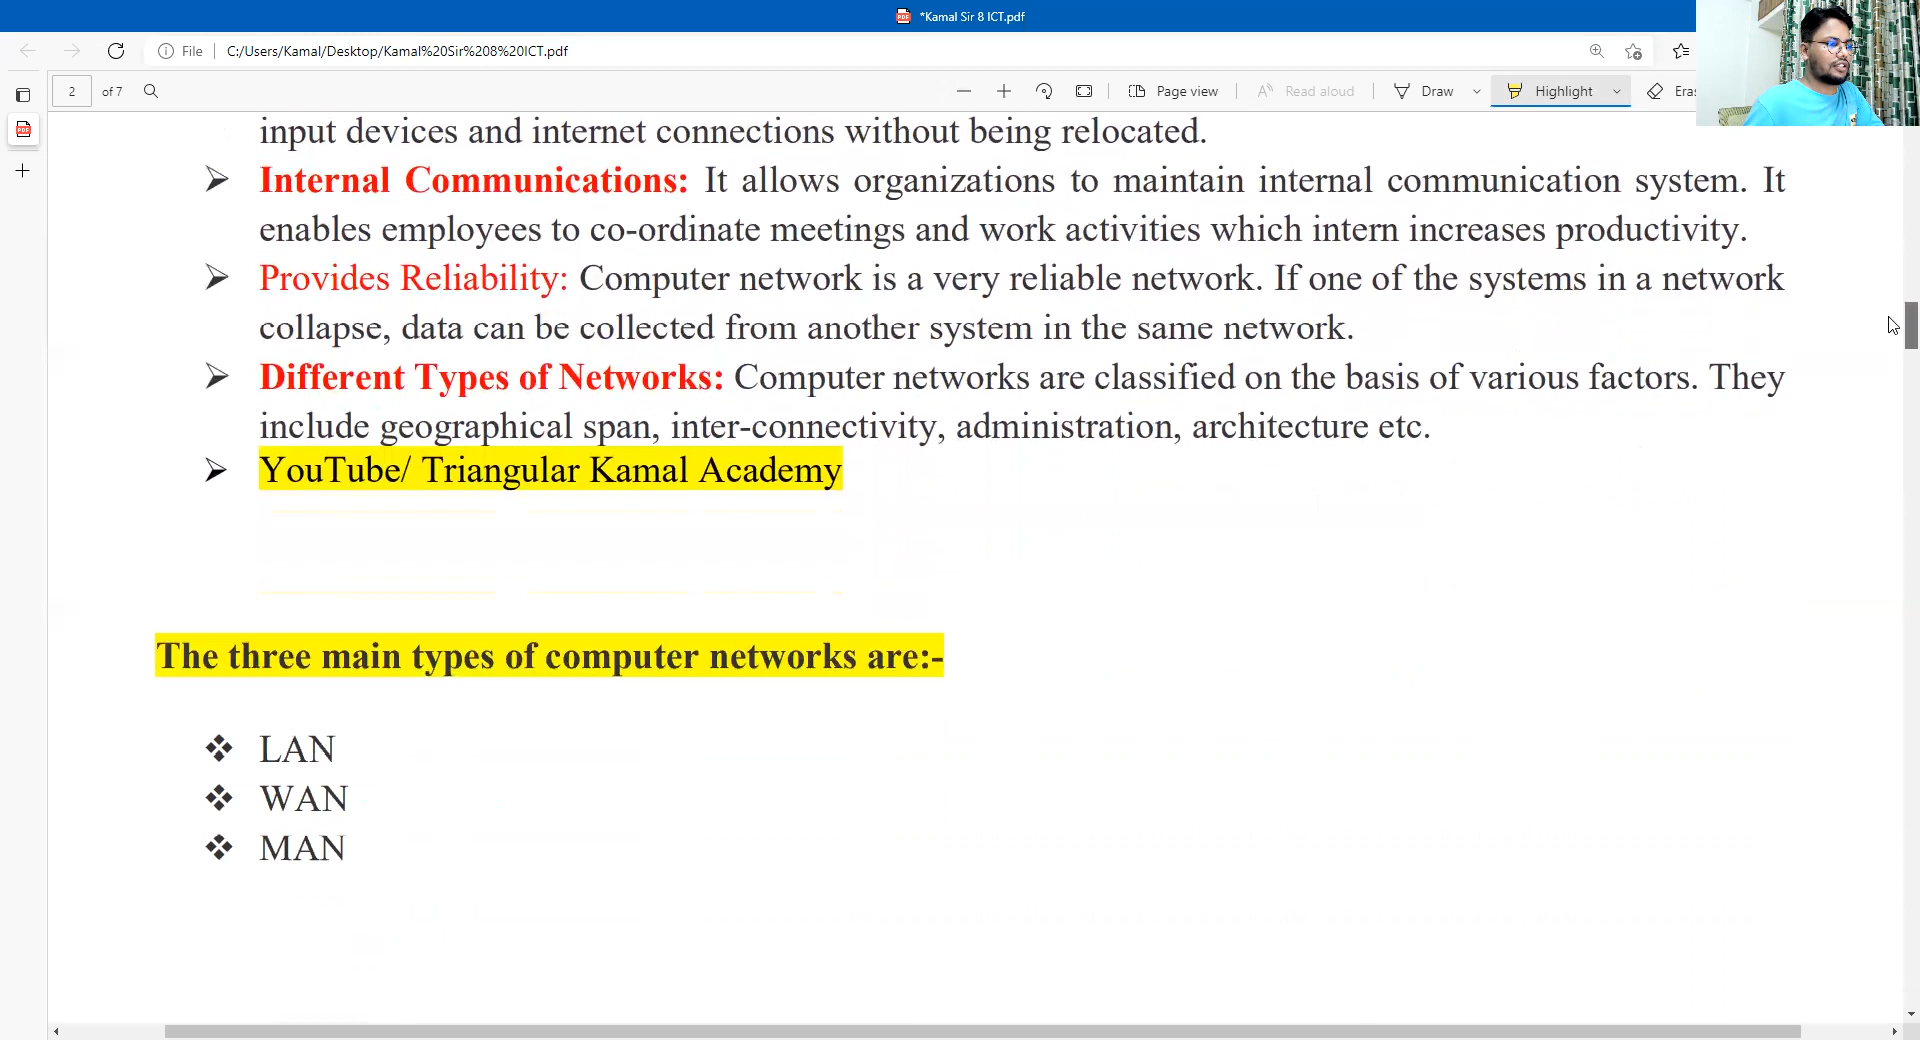 *Kamal Sir 8 ICT.pdf
File C:/Users/Kamal/Desktop/Kamal%20Sir%208%20ICT.pdf
2 of 7 Page view Read aloud Draw Highlight Eras
input devices and internet connections without being relocated.
➢ Internal Communications: It allows organizations to maintain internal communication system. It
enables employees to co-ordinate meetings and work activities which intern increases productivity.
➢ Provides Reliability: Computer network is a very reliable network. If one of the systems in a network
collapse, data can be collected from another system in the same network.
➢ Different Types of Networks: Computer networks are classified on the basis of various factors. They
include geographical span, inter-connectivity, administration, architecture etc.
➢ YouTube/ Triangular Kamal Academy
The three main types of computer networks are:-
❖ LAN
❖ WAN
❖ MAN